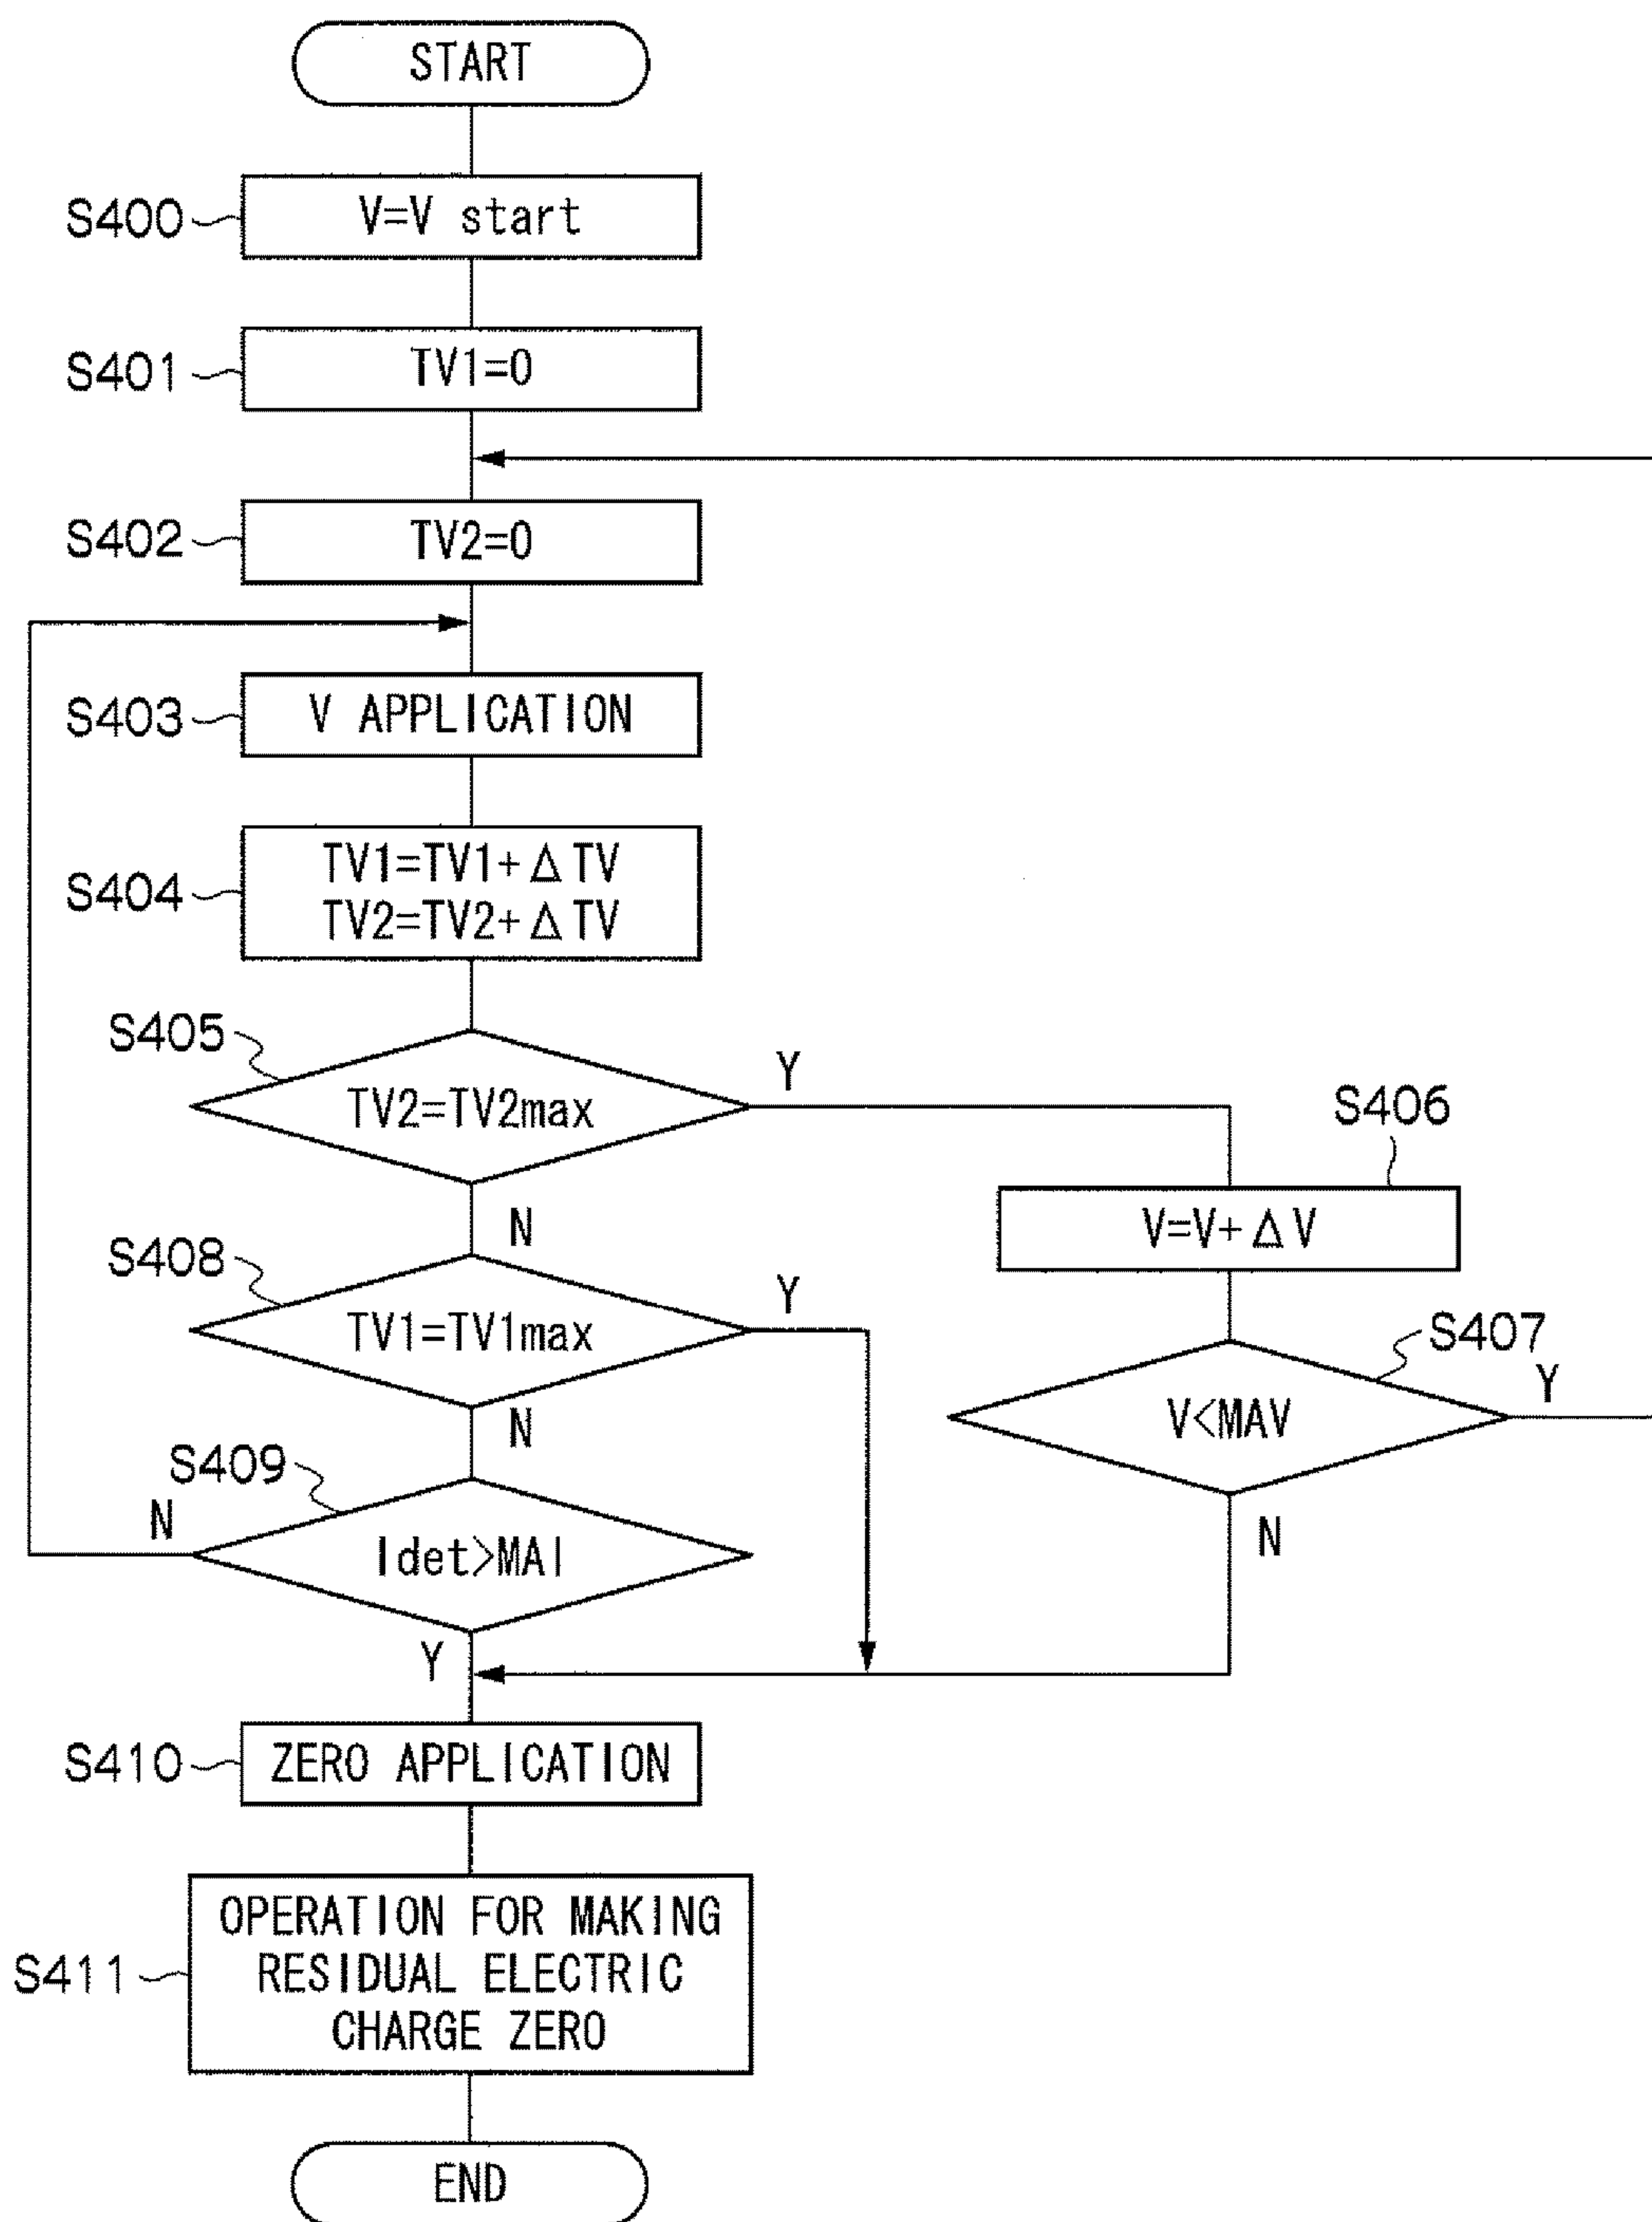 START
S400
V=V start
S401
TV1=0
S402
TV2=0
S403
V APPLICATION
S404
TV1=TV1+ΔTV
TV2=TV2+ΔTV
S405
TV2=TV2max
Y
N
S406
V=V+ΔV
S407
V<MAV
Y
N
S408
TV1=TV1max
Y
N
S409
Idet>MAI
N
Y
S410
ZERO APPLICATION
S411
OPERATION FOR MAKING
RESIDUAL ELECTRIC
CHARGE ZERO
END